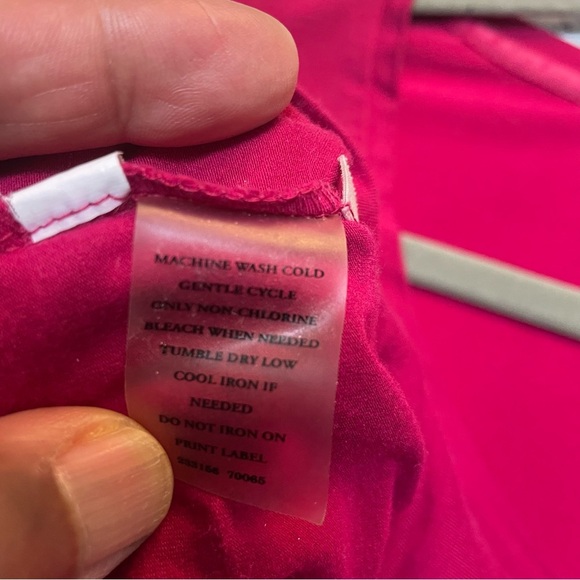 MACHINE WASH COLD
GENTLE CYCLE
ONLY NON-CHLORINE
BLEACH WHEN NEEDED
TUMBLE DRY LOW
COOL IRON IF
NEEDED
DO NOT IRON ON
PRINT LABEL
70065